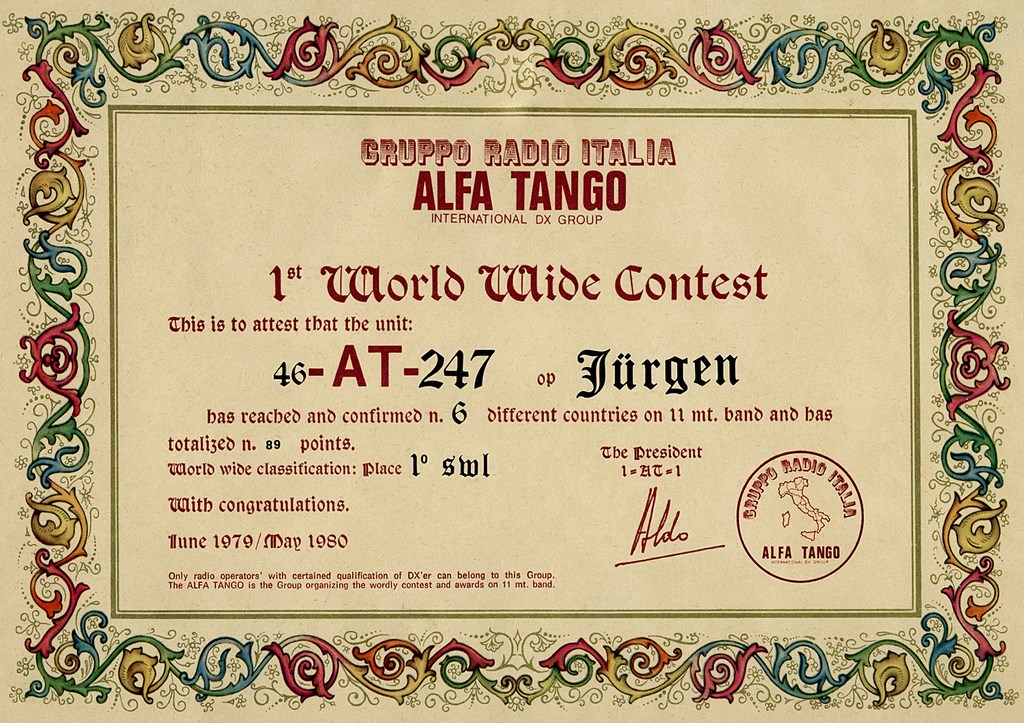 GRUPPO RADIO ITALIA
ALFA TANGO
INTERNATIONAL DX GROUP
1st World Wide Contest
This is to attest that the unit:
46-AT-247 op Jürgen
has reached and confirmed n. 6 different countries on 11 mt. band and has
totalized n. 89 points.
World wide classification: Place 1º swl
The President
1=AT=1
With congratulations.
Aldo
June 1979/May 1980
GRUPPO RADIO ITALIA
ALFA TANGO
INTERNATIONAL DX GROUP
Only radio operators' with certained qualification of DX'er can belong to this Group.
The ALFA TANGO is the Group organizing the wordly contest and awards on 11 mt. band.